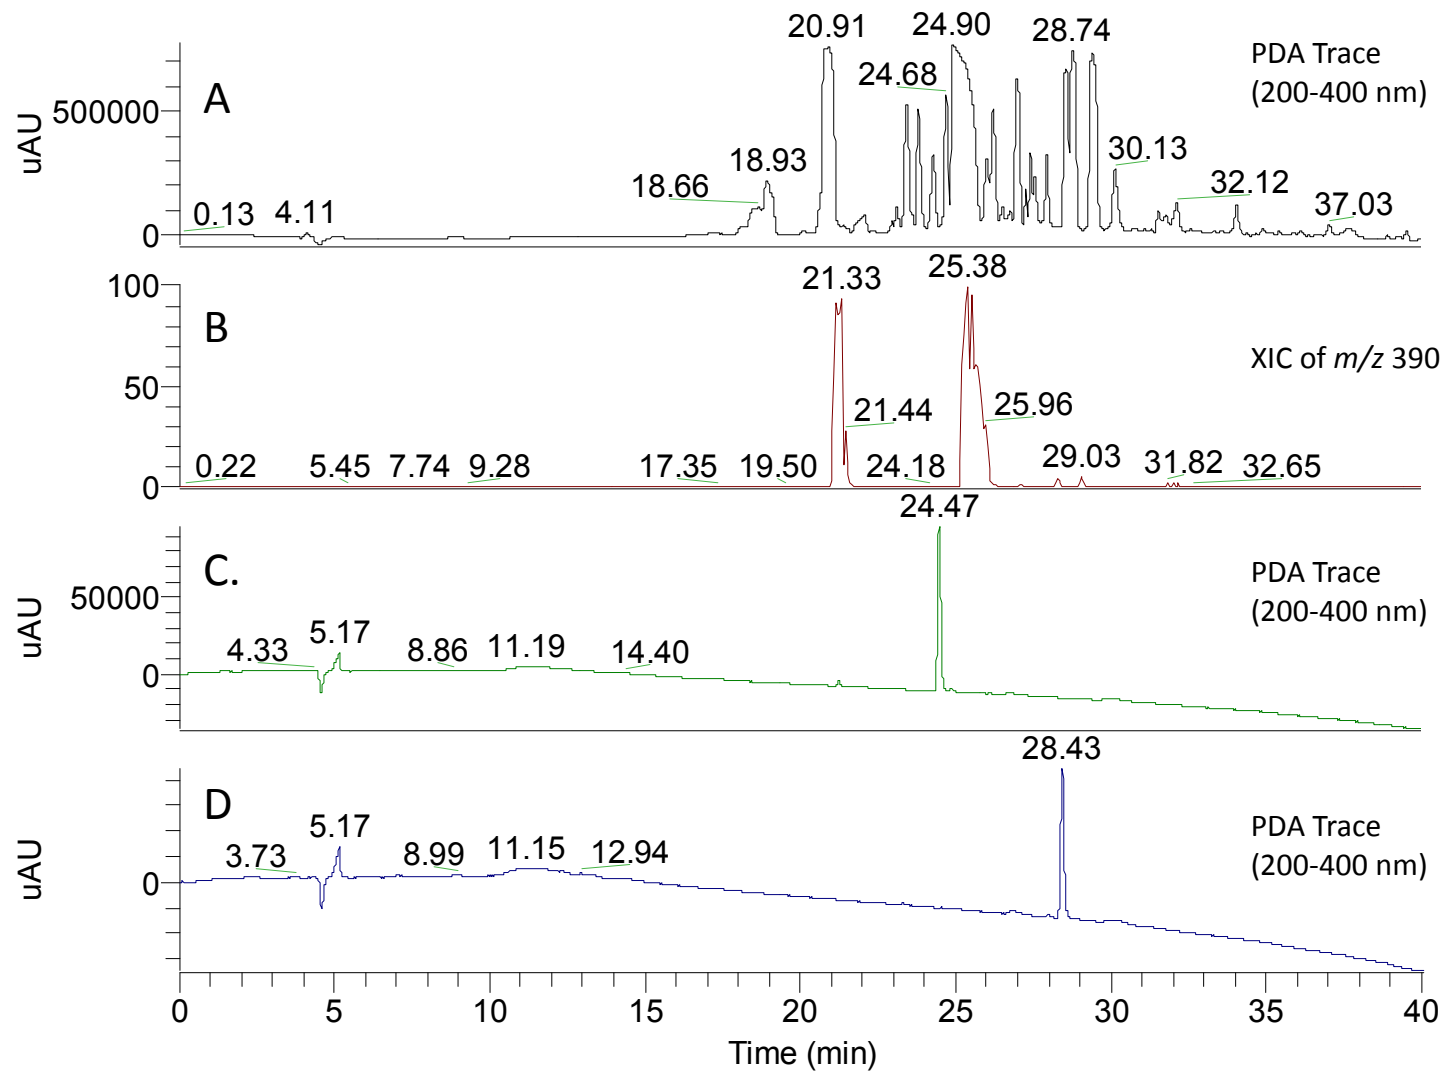 20.91 24.90 28.74
PDA Trace
(200-400 nm)
A
24.68
uAU
500000
18.93
30.13
18.66
32.12
0.13 4.11
37.03
0
25.38
21.33
100
B
XIC of m/z 390
50
21.44
25.96
0.22 5.45 7.74 9.28 17.35 19.50 24.18 29.03 31.82 32.65
0
24.47
C.
PDA Trace
(200-400 nm)
uAU
50000
5.17
4.33 8.86 11.19 14.40
0
28.43
D
PDA Trace
(200-400 nm)
5.17
3.73 8.99 11.15 12.94
uAU
0
0 5 10 15 20 25 30 35 40
Time (min)